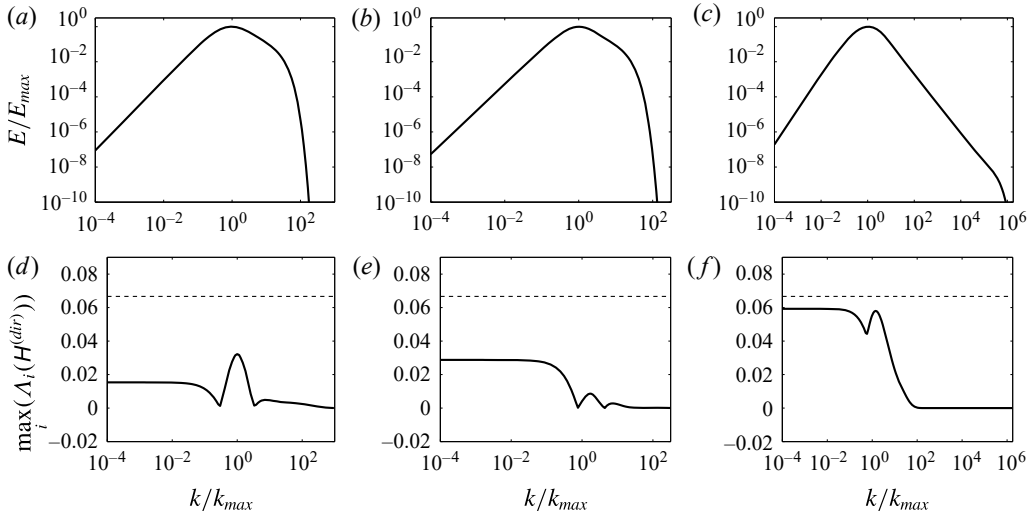 (a) (b) (c)
10^0 10^0 10^0
10^−2 10^−2 10^−2
10^−4 10^−4 10^−4
10^−6 10^−6 10^−6
10^−8 10^−8 10^−8
10^−10 10^−10 10^−10
E/E_max
10^−4 10^−2 10^0 10^2 10^−4 10^−2 10^0 10^2 10^−4 10^−2 10^0 10^2 10^4 10^6
(d) (e) (f)
0.08 0.08 0.08
0.06 0.06 0.06
0.04 0.04 0.04
0.02 0.02 0.02
0 0 0
−0.02 −0.02 −0.02
max_i(Λ_i(H^(dir)))
10^−4 10^−2 10^0 10^2 10^−4 10^−2 10^0 10^2 10^−4 10^−2 10^0 10^2 10^4 10^6
k/k_max k/k_max k/k_max